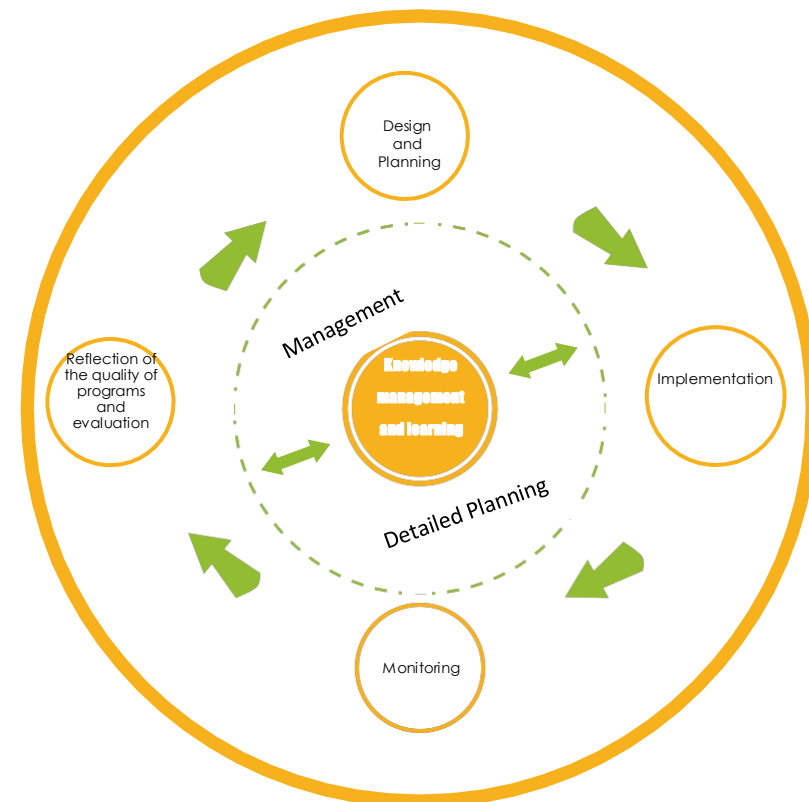 Design
and
Planning
Management
Knowledge
management
and learning
Reflection of
the quality of
programs
and
evaluation
Implementation
Detailed Planning
Monitoring